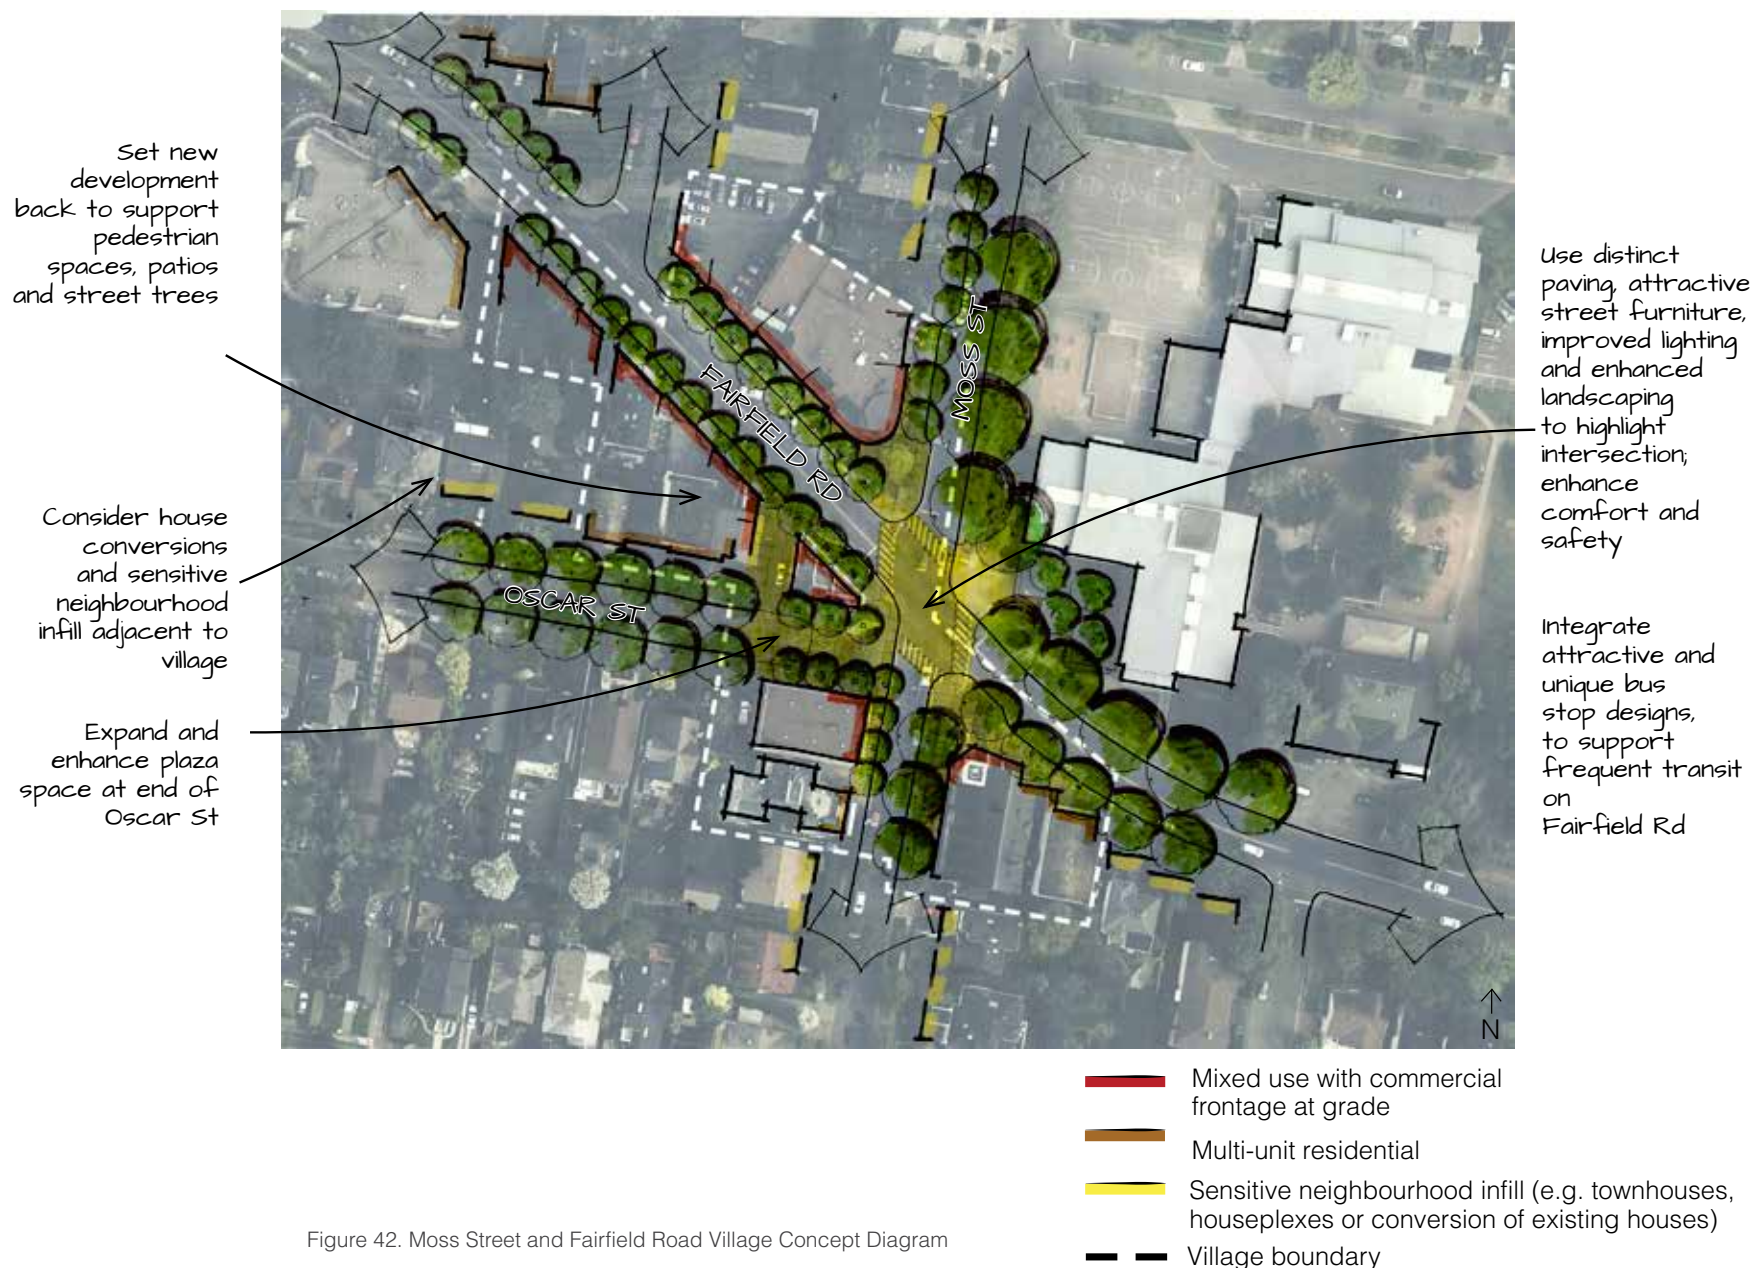 Set new
development
back to support
pedestrian
spaces, patios
and street trees
Consider house
conversions
and sensitive
neighbourhood
infill adjacent to
village
Expand and
enhance plaza
space at end of
Oscar St
FAIRFIELD RD
MOSS ST
OSCAR ST
N
Use distinct
paving, attractive
street furniture,
improved lighting
and enhanced
landscaping
to highlight
intersection;
enhance
comfort and
safety
Integrate
attractive and
unique bus
stop designs,
to support
frequent transit
on
Fairfield Rd
Mixed use with commercial
frontage at grade
Multi-unit residential
Sensitive neighbourhood infill (e.g. townhouses,
houseplexes or conversion of existing houses)
Village boundary
Figure 42. Moss Street and Fairfield Road Village Concept Diagram